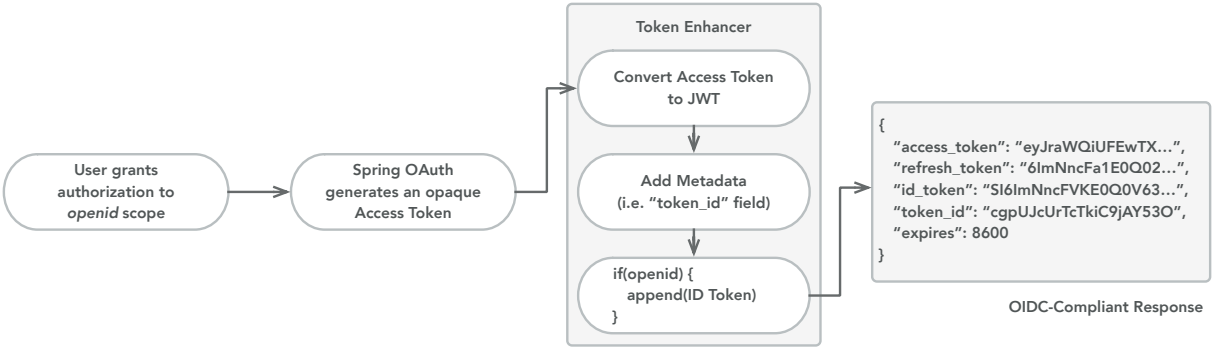 User grants
authorization to
openid scope
Spring OAuth
generates an opaque
Access Token
Token Enhancer
Convert Access Token
to JWT
Add Metadata
(i.e. “token_id” field)
if(openid) {
append(ID Token)
}
{
“access_token”: “eyJraWQiUFEwTX…”,
“refresh_token”: “6ImNncFa1E0Q02…”,
“id_token”: “SI6ImNncFVKE0Q0V63…”,
“token_id”: “cgpUJcUrTcTkiC9jAY53O”,
“expires”: 8600
}
OIDC-Compliant Response